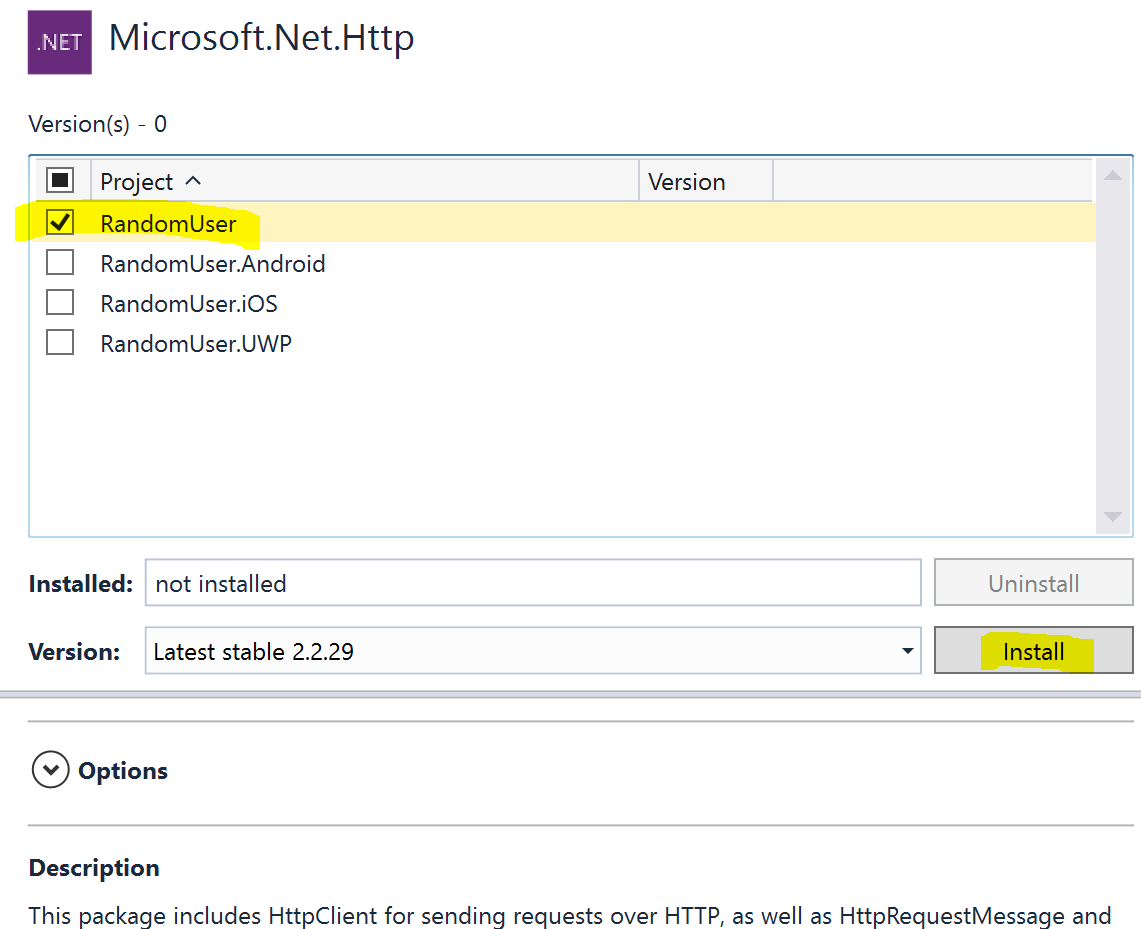 .NET Microsoft.Net.Http
Version(s) - 0
Project Version
RandomUser
RandomUser.Android
RandomUser.iOS
RandomUser.UWP
Installed: not installed Uninstall
Version: Latest stable 2.2.29 Install
Options
Description
This package includes HttpClient for sending requests over HTTP, as well as HttpRequestMessage and